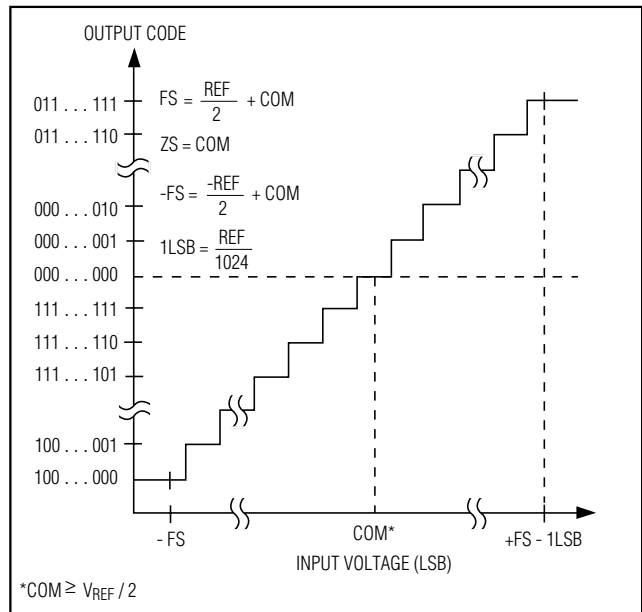 OUTPUT CODE
011 . . . 111
011 . . . 110
000 . . . 010
000 . . . 001
000 . . . 000
111 . . . 111
111 . . . 110
111 . . . 101
100 . . . 001
100 . . . 000
FS = REF/2 + COM
ZS = COM
-FS = -REF/2 + COM
1LSB = REF/1024
- FS
COM*
+FS - 1LSB
INPUT VOLTAGE (LSB)
*COM ≥ VREF / 2